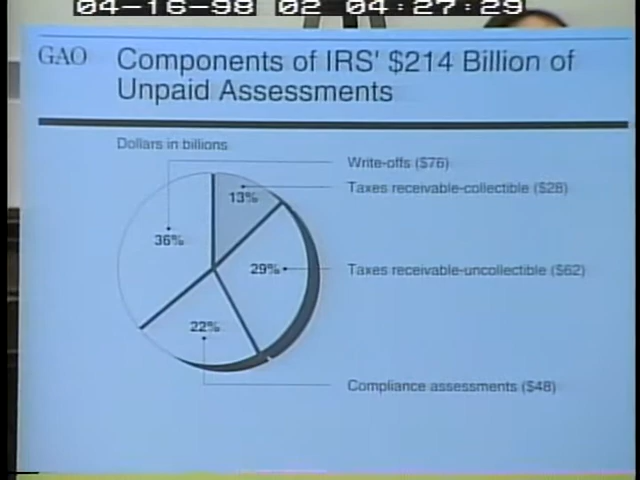 04-16-98 02 04:27:29
GAO
Components of IRS' $214 Billion of
Unpaid Assessments
Dollars in billions
Write-offs ($76)
Taxes receivable-collectible ($28)
13%
36%
29%
Taxes receivable-uncollectible ($62)
22%
Compliance assessments ($48)